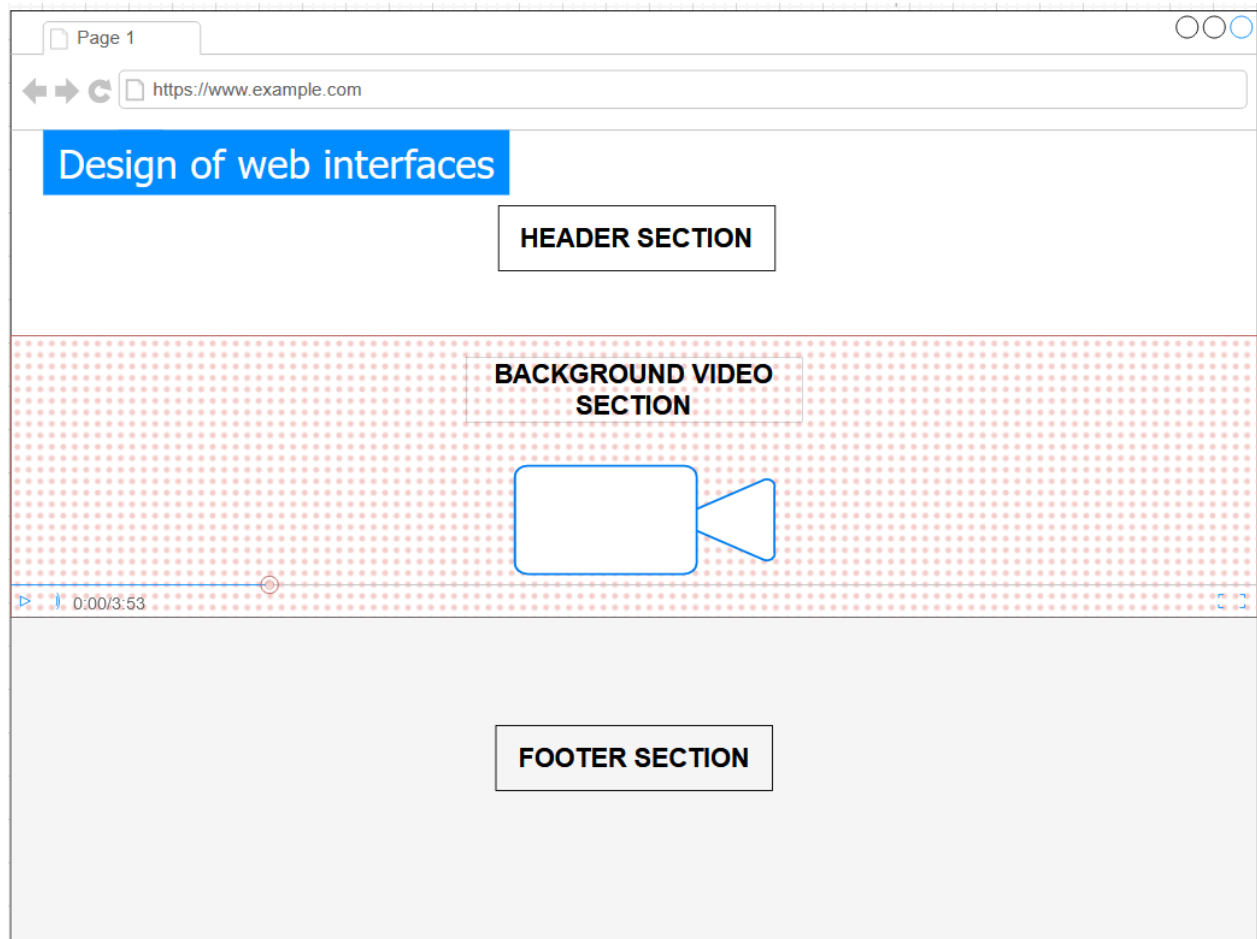 Page 1
https://www.example.com
Design of web interfaces
HEADER SECTION
BACKGROUND VIDEO
SECTION
0:00/3:53
FOOTER SECTION